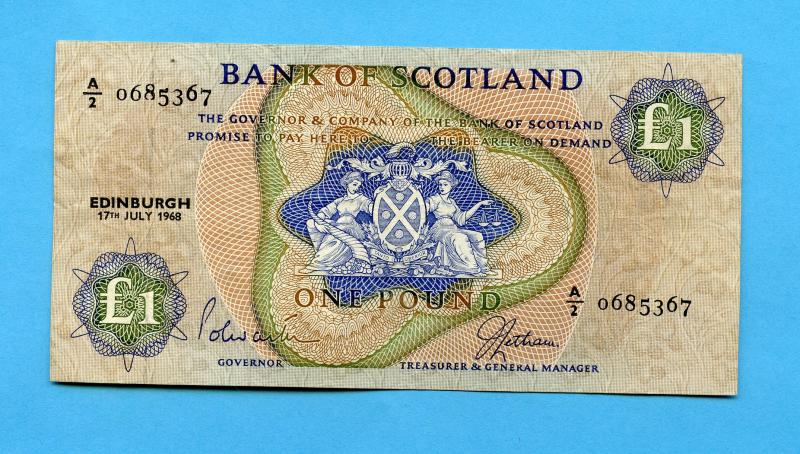 BANK OF SCOTLAND
A/2 0685367
THE GOVERNOR & COMPANY OF THE BANK OF SCOTLAND
PROMISE TO PAY HERE TO THE BEARER ON DEMAND
£1
EDINBURGH
17TH JULY 1968
£1
ONE POUND
A/2 0685367
Polwarth
GOVERNOR
TREASURER & GENERAL MANAGER